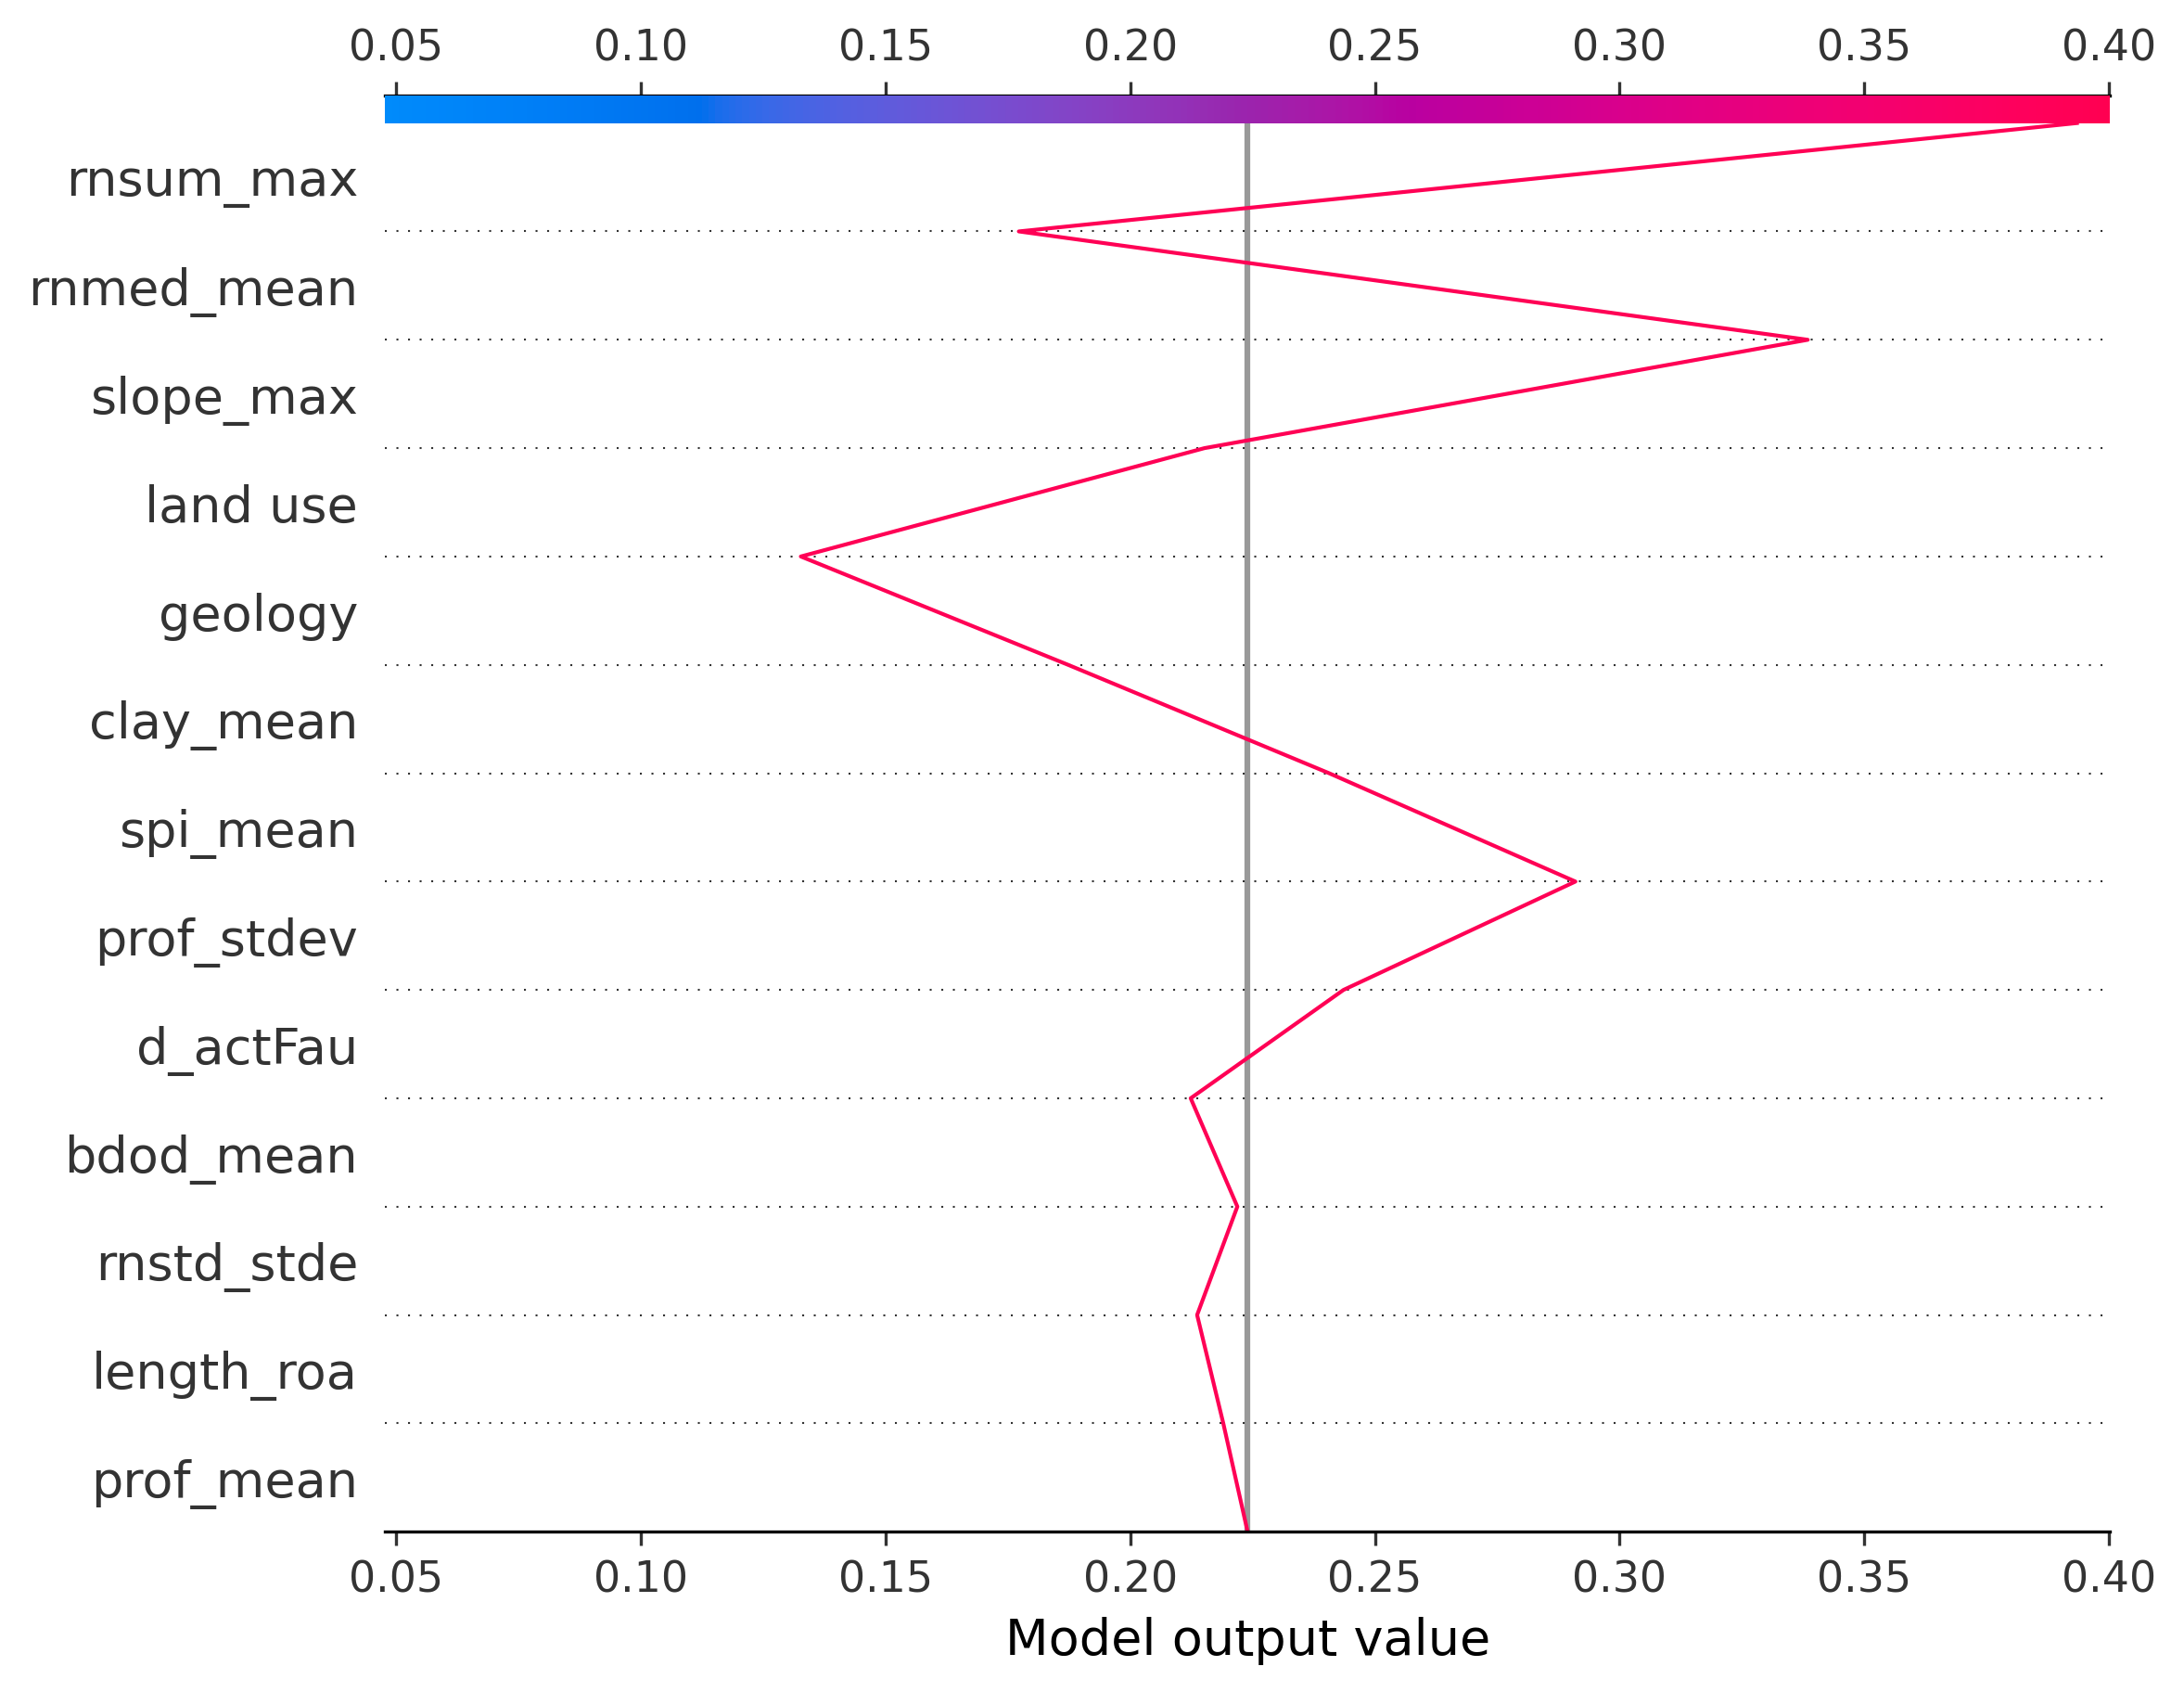 0.05 0.10 0.15 0.20 0.25 0.30 0.35 0.40
rnsum_max
rnmed_mean
slope_max
land use
geology
clay_mean
spi_mean
prof_stdev
d_actFau
bdod_mean
rnstd_stde
length_roa
prof_mean
0.05 0.10 0.15 0.20 0.25 0.30 0.35 0.40
Model output value